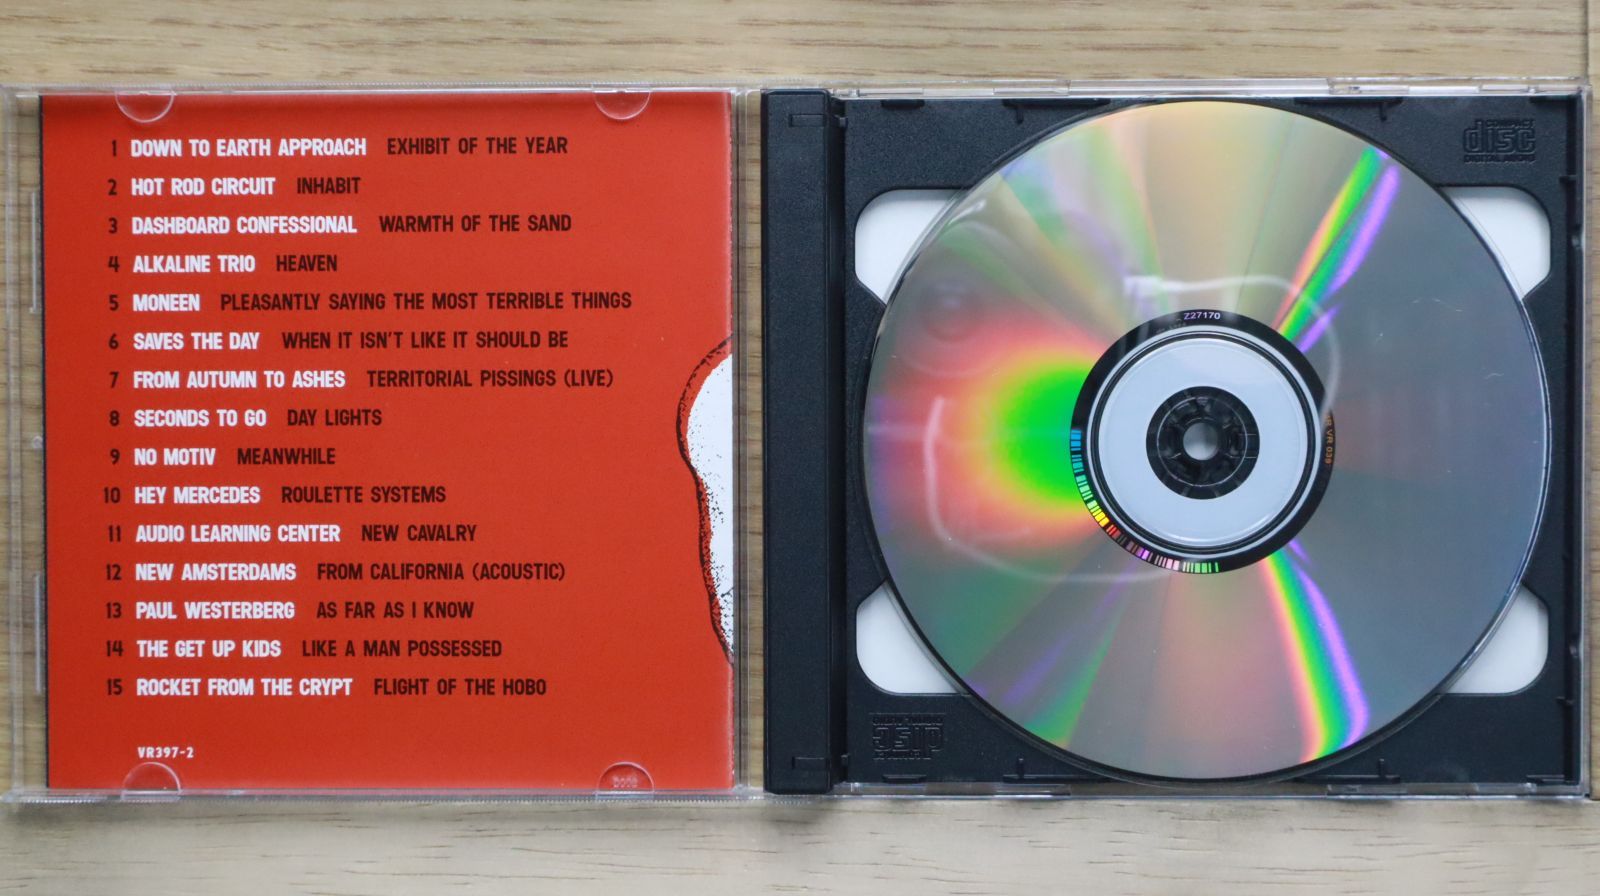 1 DOWN TO EARTH APPROACH EXHIBIT OF THE YEAR
2 HOT ROD CIRCUIT INHABIT
3 DASHBOARD CONFESSIONAL WARMTH OF THE SAND
4 ALKALINE TRIO HEAVEN
5 MONEEN PLEASANTLY SAYING THE MOST TERRIBLE THINGS
6 SAVES THE DAY WHEN IT ISN'T LIKE IT SHOULD BE
7 FROM AUTUMN TO ASHES TERRITORIAL PISSINGS (LIVE)
8 SECONDS TO GO DAY LIGHTS
9 NO MOTIV MEANWHILE
10 HEY MERCEDES ROULETTE SYSTEMS
11 AUDIO LEARNING CENTER NEW CAVALRY
12 NEW AMSTERDAMS FROM CALIFORNIA (ACOUSTIC)
13 PAUL WESTERBERG AS FAR AS I KNOW
14 THE GET UP KIDS LIKE A MAN POSSESSED
15 ROCKET FROM THE CRYPT FLIGHT OF THE HOBO
VR397-2
COMPACT
disc
DIGITAL AUDIO
Z27170
COMPACT
disc
DIGITAL AUDIO